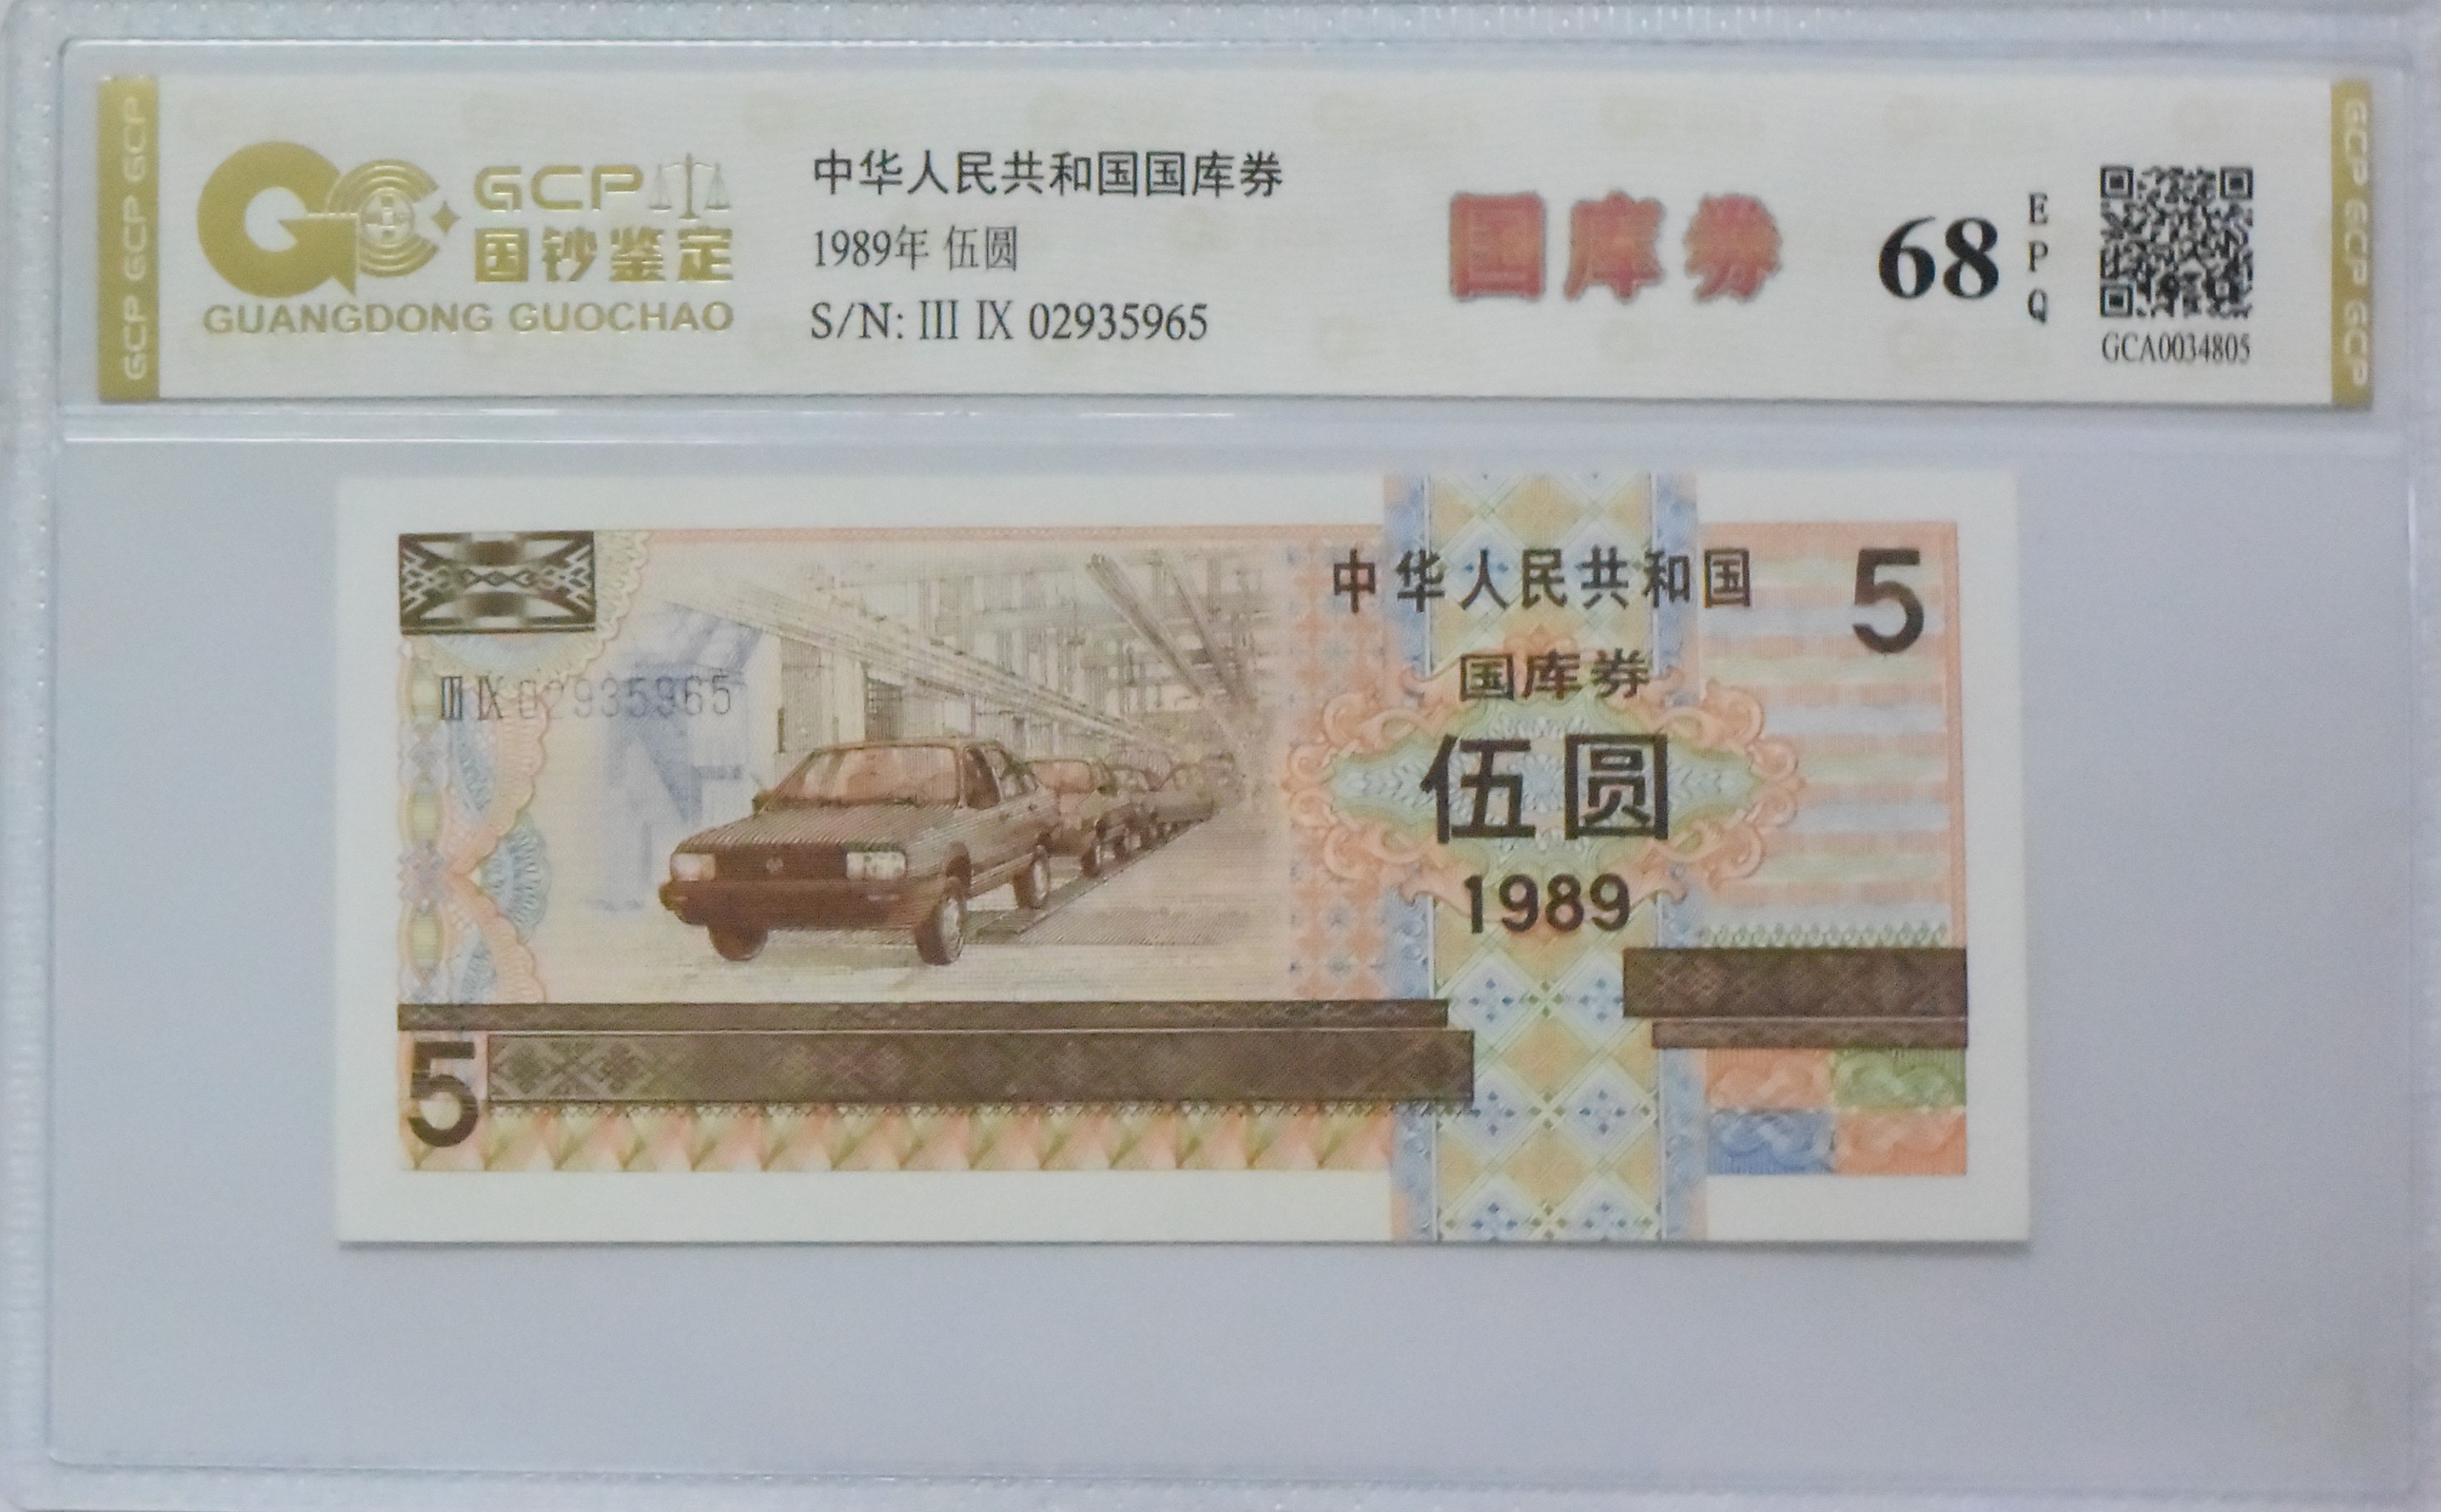 GCP GCP GCP
GCP
国钞鉴定
GUANGDONG GUOCHAO
中华人民共和国国库券
1989年 伍圆
S/N: III IX 02935965
国库券
68
EPQ
GCA0034805
GCP GCP GCP
中华人民共和国
5
国库券
III IX 02935965
伍圆
1989
5